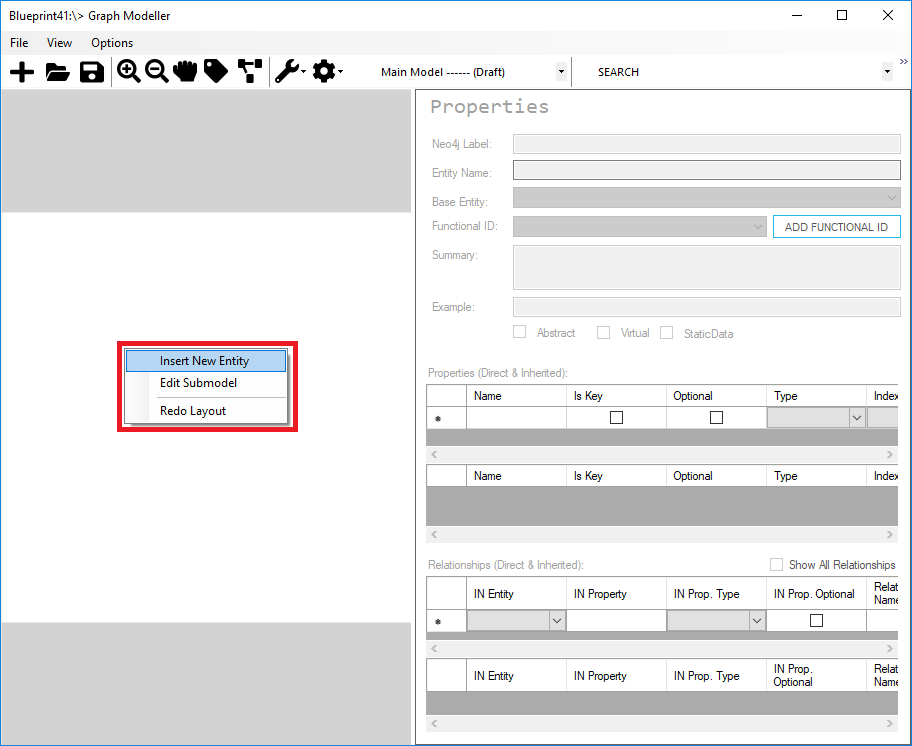 Blueprint41:\> Graph Modeller
File View Options
Main Model ------ (Draft) SEARCH
Properties
Neo4j Label:
Entity Name:
Base Entity:
Functional ID: ADD FUNCTIONAL ID
Summary:
Example:
Abstract Virtual StaticData
Insert New Entity
Edit Submodel
Redo Layout
Properties (Direct & Inherited):
Name Is Key Optional Type Index
Name Is Key Optional Type Index
Relationships (Direct & Inherited): Show All Relationships
IN Entity IN Property IN Prop. Type IN Prop. Optional Relat
Name
IN Entity IN Property IN Prop. Type IN Prop. Optional Relat
Name